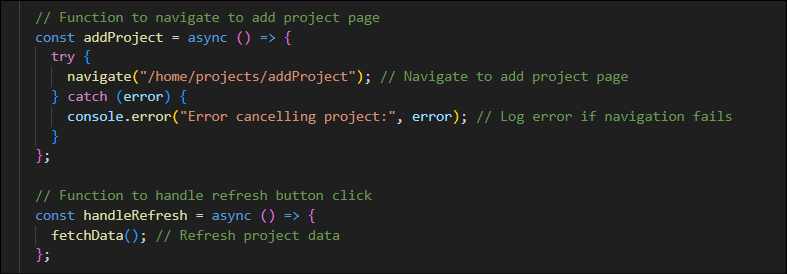 // Function to navigate to add project page
const addProject = async () => {
try {
navigate("/home/projects/addProject"); // Navigate to add project page
} catch (error) {
console.error("Error cancelling project:", error); // Log error if navigation fails
}
};
// Function to handle refresh button click
const handleRefresh = async () => {
fetchData(); // Refresh project data
};